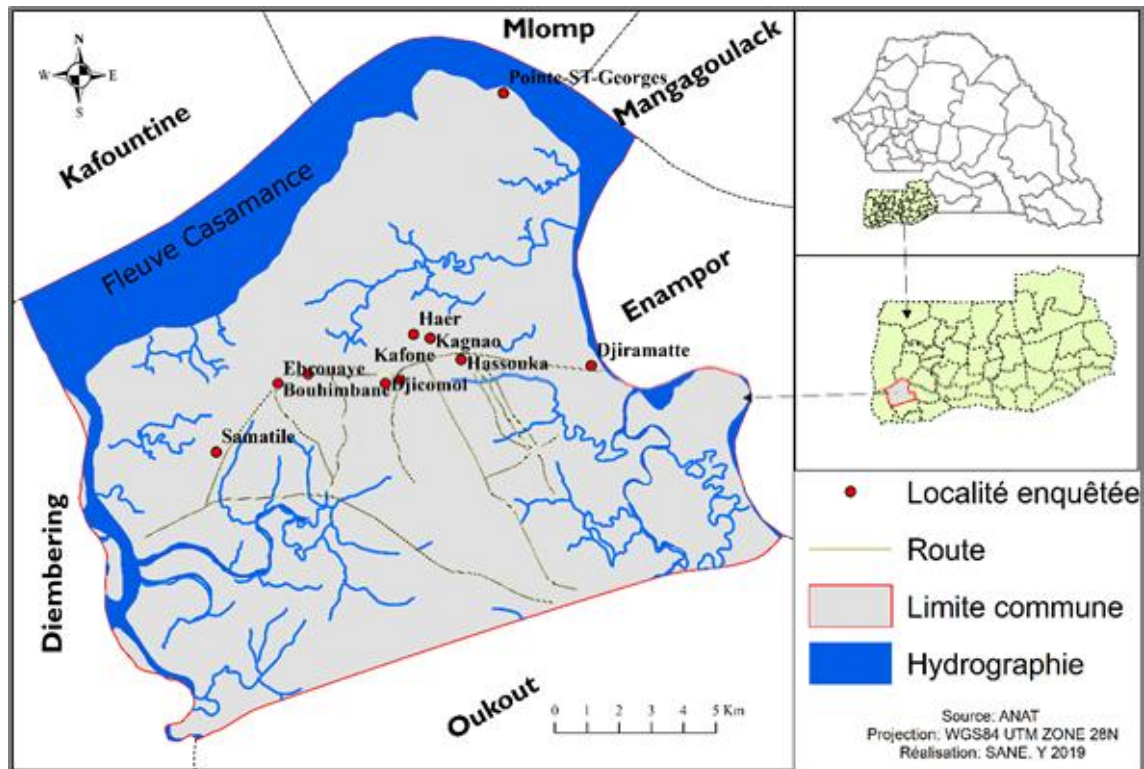 N
W E
S
Mlomp
Mangagoulack
Pointe-ST-Georges
Kafountine
Fleuve Casamance
Enampor
Haer
Kagnao
Kafone
Hassouka
Djiramatte
Ebrouaye
Bouhimbane
Djicomol
Samatile
Diembering
Oukout
0 1 2 3 4 5 Km
Localité enquêtée
Route
Limite commune
Hydrographie
Source: ANAT
Projection: WGS84 UTM ZONE 28N
Réalisation: SANE. Y 2019